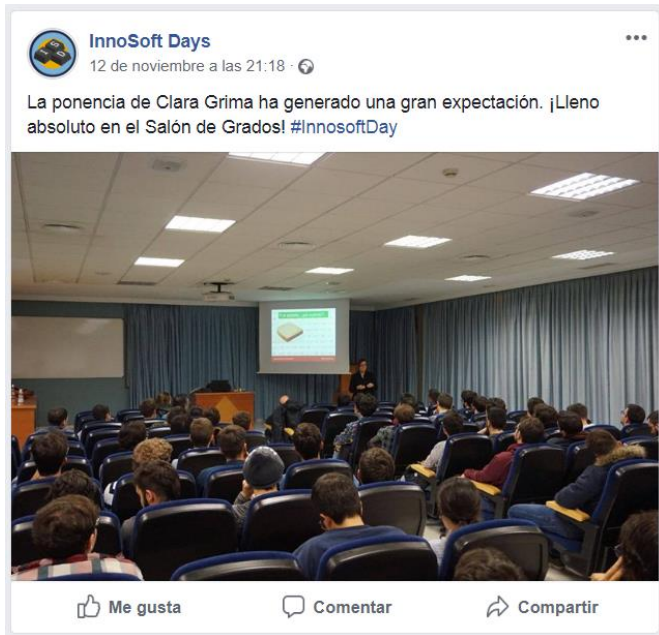 InnoSoft Days
12 de noviembre a las 21:18 ·
La ponencia de Clara Grima ha generado una gran expectación. ¡Lleno
absoluto en el Salón de Grados! #InnosoftDay
Me gusta
Comentar
Compartir